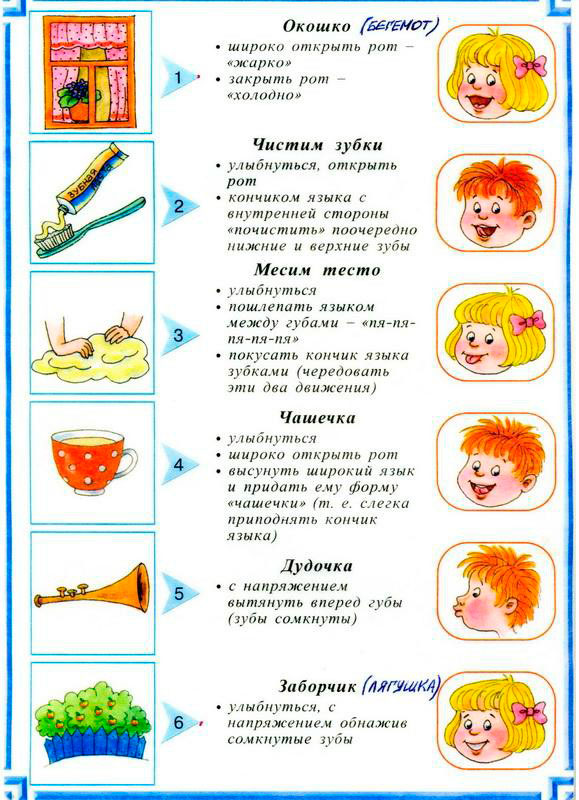 Окошко (БЕГЕМОТ)
• широко открыть рот –
«жарко»
• закрыть рот –
«холодно»
1
Чистим зубки
ЗУБНАЯ ПАСТА
• улыбнуться, открыть
рот
• кончиком языка с
внутренней стороны
«почистить» поочередно
нижние и верхние зубы
2
Месим тесто
• улыбнуться
• пошлепать языком
между губами – «пя-пя-
пя-пя-пя»
• покусать кончик языка
зубками (чередовать
эти два движения)
3
Чашечка
• улыбнуться
• широко открыть рот
• высунуть широкий язык
и придать ему форму
«чашечки» (т. е. слегка
приподнять кончик
языка)
4
Дудочка
• с напряжением
вытянуть вперед губы
(зубы сомкнуты)
5
Заборчик (ЛЯГУШКА)
• улыбнуться, с
напряжением обнажив
сомкнутые зубы
6